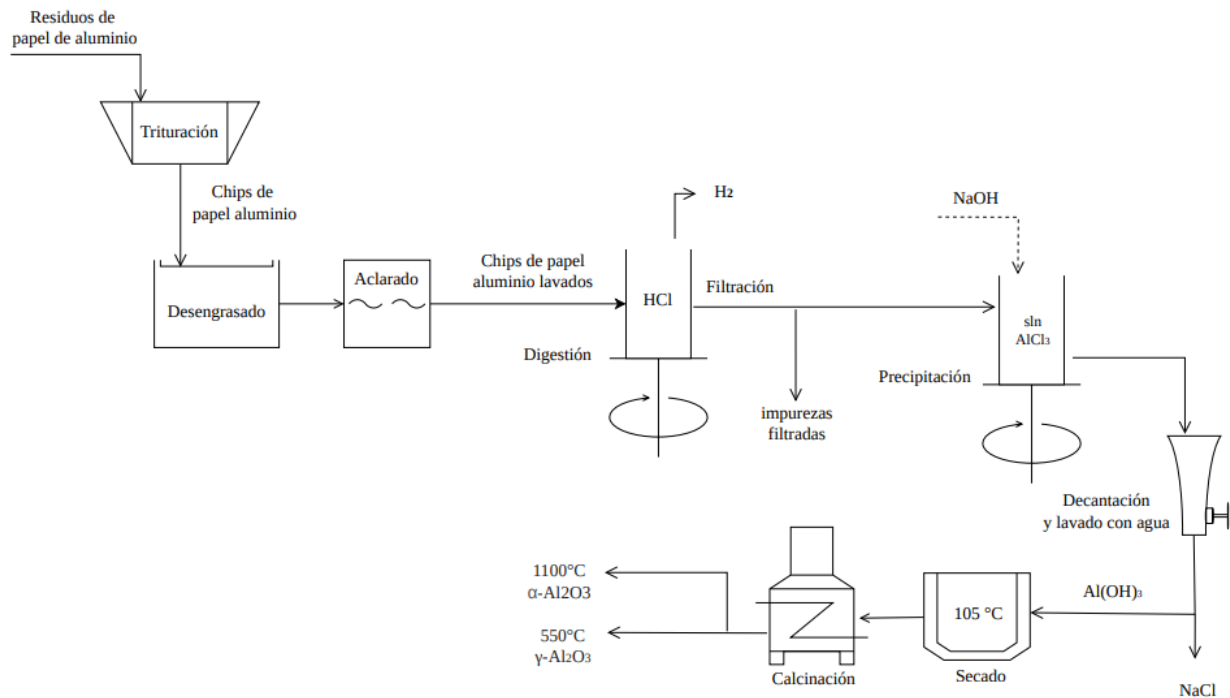 Residuos de
papel de aluminio
Trituración
Chips de
papel aluminio
Desengrasado
Aclarado
Chips de papel
aluminio lavados
H2
HCl
Digestión
Filtración
impurezas
filtradas
NaOH
sln
AlCl3
Precipitación
Decantación
y lavado con agua
NaCl
Al(OH)3
105 °C
Secado
Calcinación
1100°C
α-Al2O3
550°C
γ-Al2O3